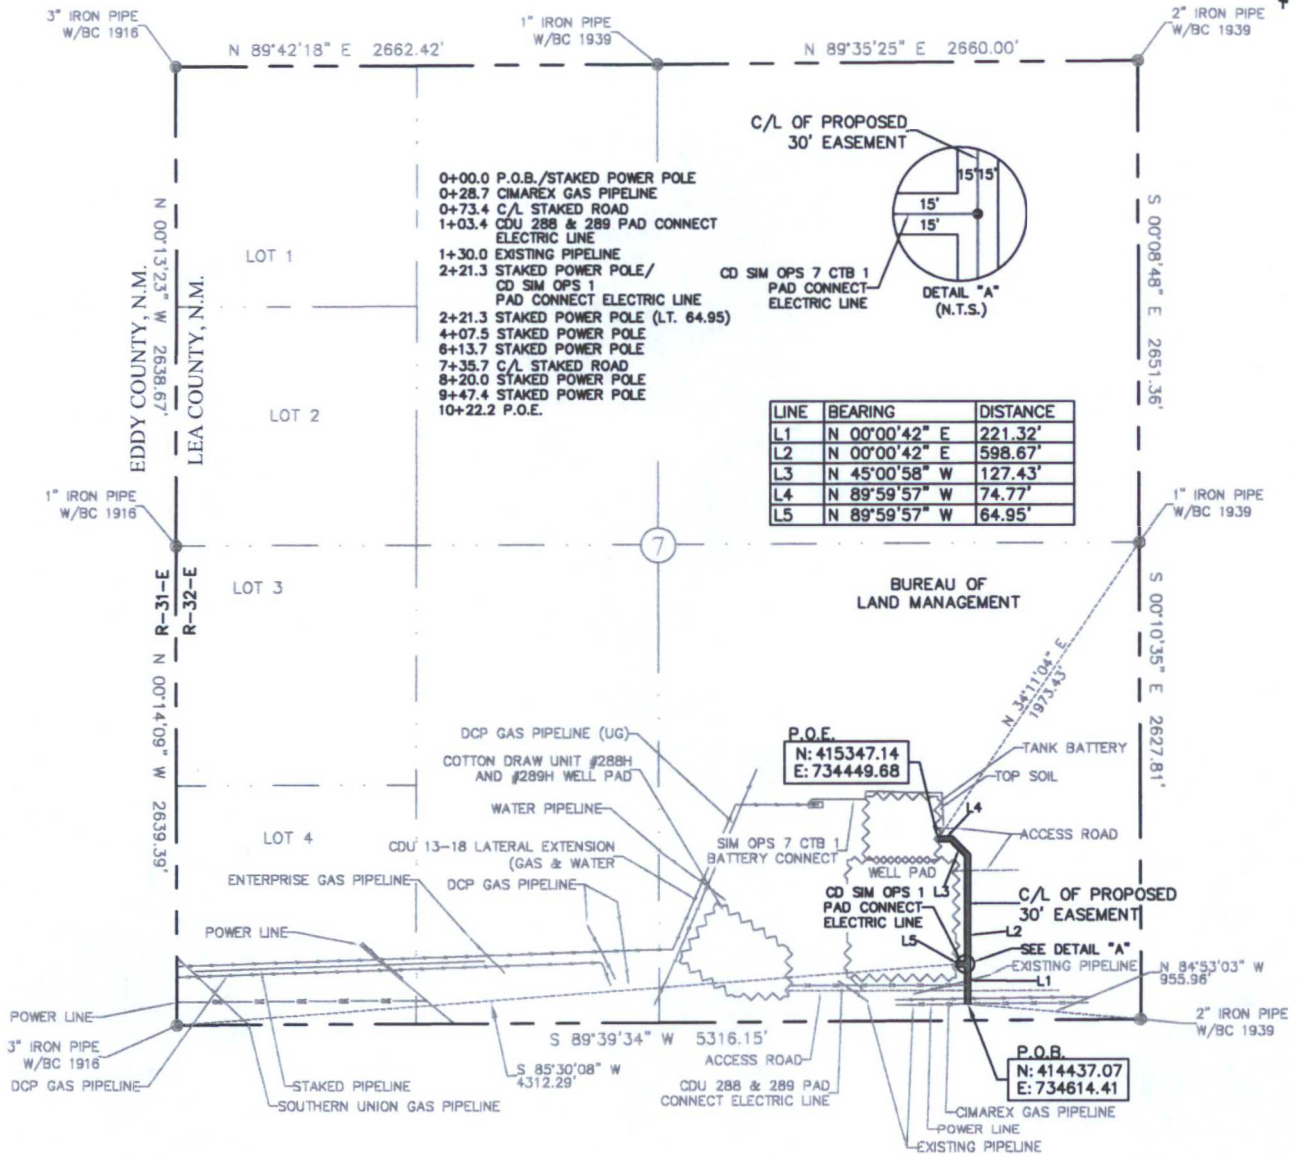 3" IRON PIPE
W/BC 1916
N 89°42'18" E 2662.42'
1" IRON PIPE
W/BC 1939
N 89°35'25" E 2660.00'
2" IRON PIPE
W/BC 1939
C/L OF PROPOSED
30' EASEMENT
15' 15'
15'
15'
CD SIM OPS 7 CTB 1
PAD CONNECT
ELECTRIC LINE
DETAIL "A"
(N.T.S.)
0+00.0 P.O.B./STAKED POWER POLE
0+28.7 CIMAREX GAS PIPELINE
0+73.4 C/L STAKED ROAD
1+03.4 CDU 288 & 289 PAD CONNECT
ELECTRIC LINE
1+30.0 EXISTING PIPELINE
2+21.3 STAKED POWER POLE/
CD SIM OPS 1
PAD CONNECT ELECTRIC LINE
2+21.3 STAKED POWER POLE (LT. 64.95)
4+07.5 STAKED POWER POLE
6+13.7 STAKED POWER POLE
7+35.7 C/L STAKED ROAD
8+20.0 STAKED POWER POLE
9+47.4 STAKED POWER POLE
10+22.2 P.O.E.
LOT 1
LOT 2
EDDY COUNTY, N.M.
LEA COUNTY, N.M.
N 00°13'23" W 2638.67'
S 00°08'48" E 2651.36'
LINE BEARING DISTANCE
L1 N 00°00'42" E 221.32'
L2 N 00°00'42" E 598.67'
L3 N 45°00'58" W 127.43'
L4 N 89°59'57" W 74.77'
L5 N 89°59'57" W 64.95'
1" IRON PIPE
W/BC 1916
1" IRON PIPE
W/BC 1939
7
R-31-E
R-32-E
LOT 3
BUREAU OF
LAND MANAGEMENT
N 00°14'09" W 2639.39'
S 00°10'35" E 2627.81'
N 34°11'04" E
1973.43'
DCP GAS PIPELINE (UG)
COTTON DRAW UNIT #288H
AND #289H WELL PAD
WATER PIPELINE
P.O.E.
N: 415347.14
E: 734449.68
TANK BATTERY
TOP SOIL
L4
ACCESS ROAD
LOT 4
CDU 13-18 LATERAL EXTENSION
(GAS & WATER
SIM OPS 7 CTB 1
BATTERY CONNECT
WELL PAD
ENTERPRISE GAS PIPELINE
DCP GAS PIPELINE
CD SIM OPS 1 L3
PAD CONNECT
ELECTRIC LINE
C/L OF PROPOSED
30' EASEMENT
POWER LINE
L2
L5
SEE DETAIL "A"
EXISTING PIPELINE
L1
N 84°53'03" W
955.96'
POWER LINE
3" IRON PIPE
W/BC 1916
DCP GAS PIPELINE
STAKED PIPELINE
SOUTHERN UNION GAS PIPELINE
S 89°39'34" W 5316.15'
S 85°30'08" W
4312.29'
ACCESS ROAD
CDU 288 & 289 PAD
CONNECT ELECTRIC LINE
2" IRON PIPE
W/BC 1939
P.O.B.
N: 414437.07
E: 734614.41
CIMAREX GAS PIPELINE
POWER LINE
EXISTING PIPELINE